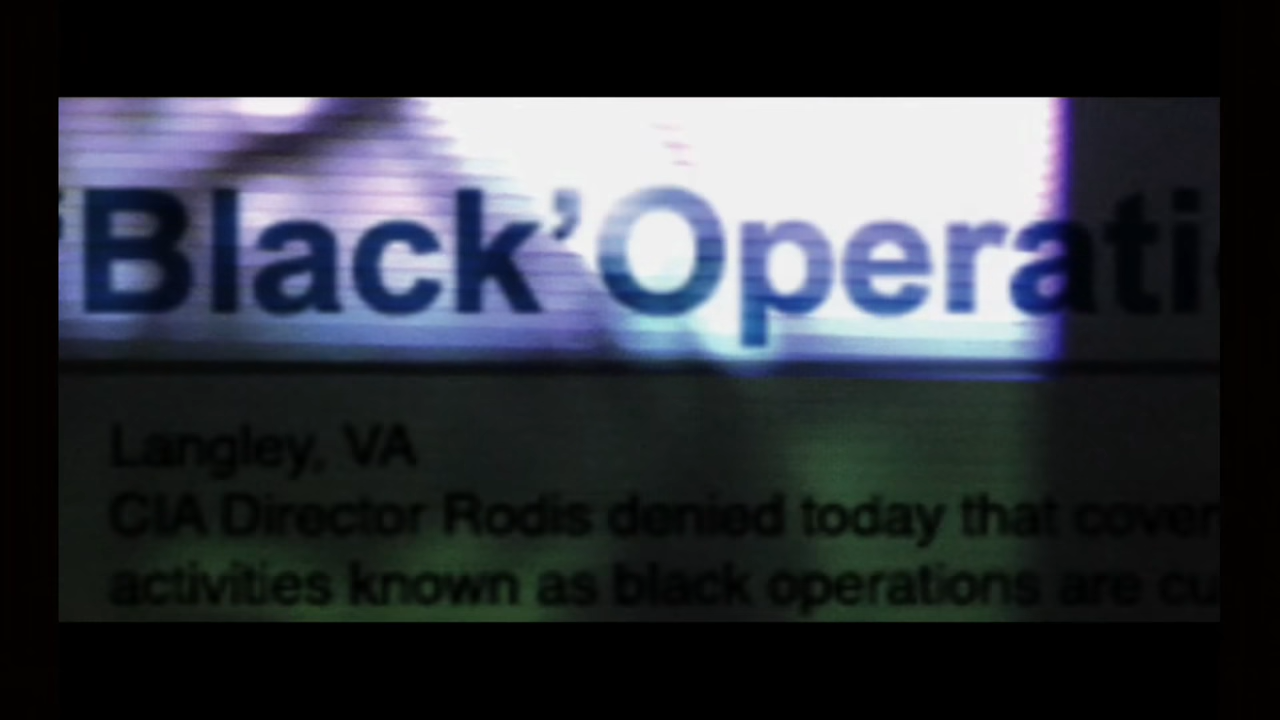 ‘Black’ Operati
Langley, VA
CIA Director Rodis denied today that cover
activities known as black operations are cu